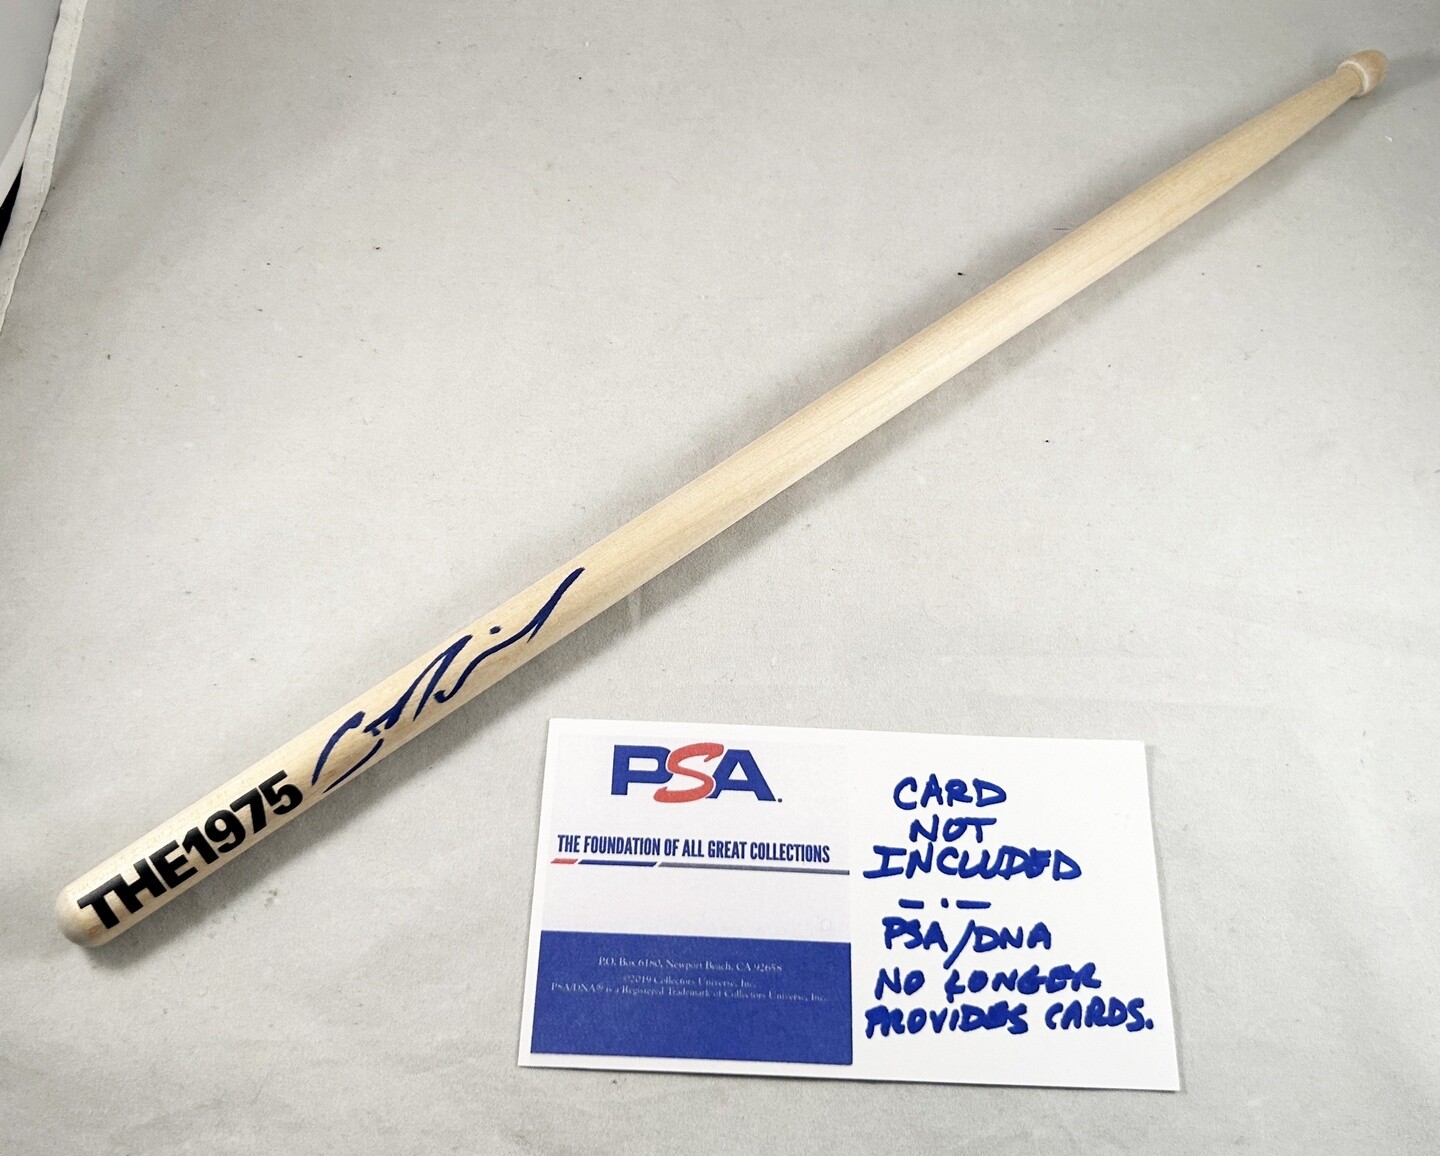 THE1975
PSA.
THE FOUNDATION OF ALL GREAT COLLECTIONS
P.O. Box 6180, Newport Beach, CA 92658
©2019 Collectors Universe, Inc.
PSA/DNA® is a Registered Trademark of Collectors Universe, Inc.
CARD
NOT
INCLUDED
- . -
PSA/DNA
NO LONGER
PROVIDES CARDS.